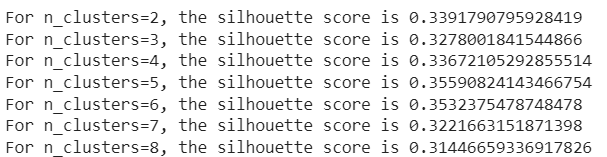 For n_clusters=2, the silhouette score is 0.3391790795928419
For n_clusters=3, the silhouette score is 0.3278001841544866
For n_clusters=4, the silhouette score is 0.33672105292855514
For n_clusters=5, the silhouette score is 0.35590824143466754
For n_clusters=6, the silhouette score is 0.3532375478748478
For n_clusters=7, the silhouette score is 0.3221663151871398
For n_clusters=8, the silhouette score is 0.31446659336917826